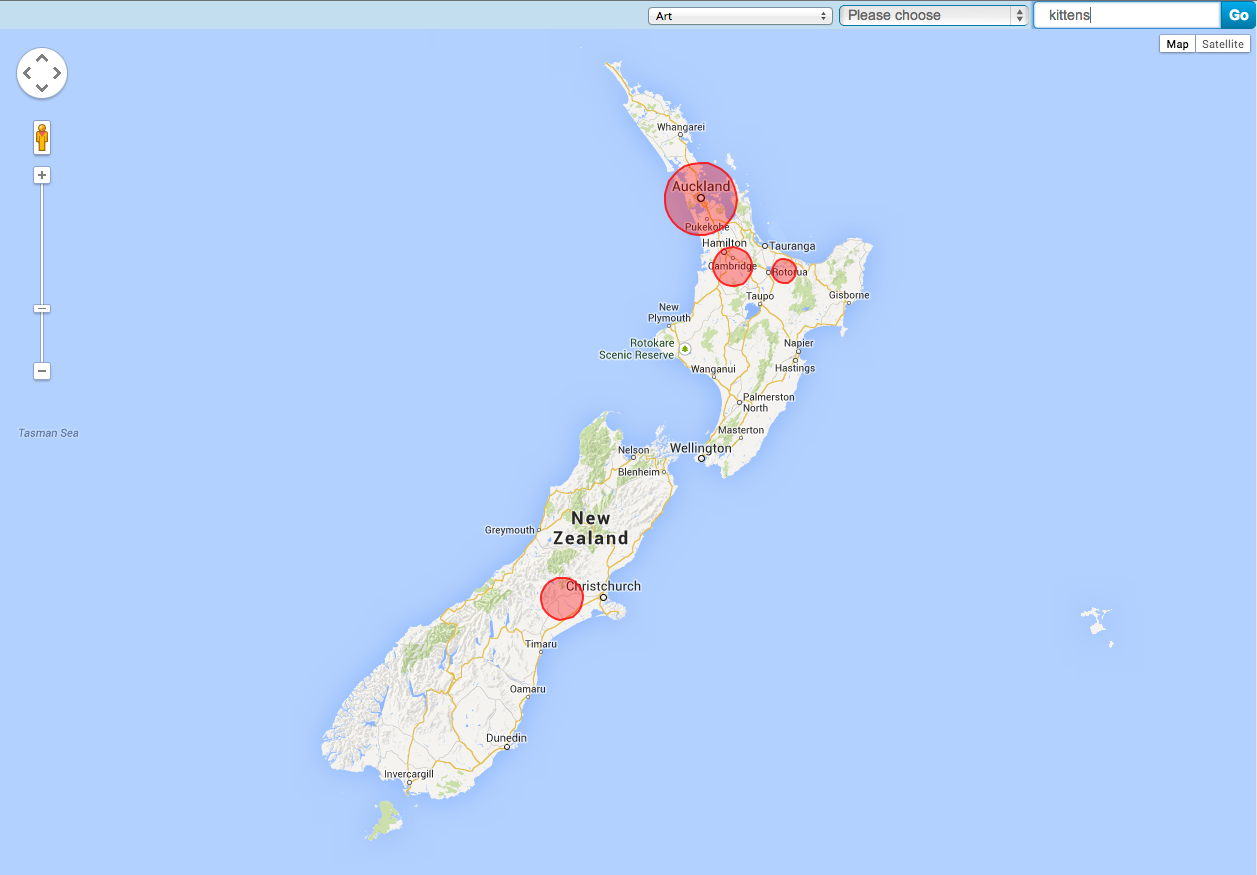 Art
Please choose
kittens
Go
Map
Satellite
Whangarei
Auckland
Pukekohe
Hamilton
Tauranga
Cambridge
Rotorua
Taupo
Gisborne
New
Plymouth
Rotokare
Scenic Reserve
Napier
Hastings
Wanganui
Palmerston
North
Masterton
Tasman Sea
Wellington
Nelson
Blenheim
New
Zealand
Greymouth
Christchurch
Timaru
Oamaru
Dunedin
Invercargill